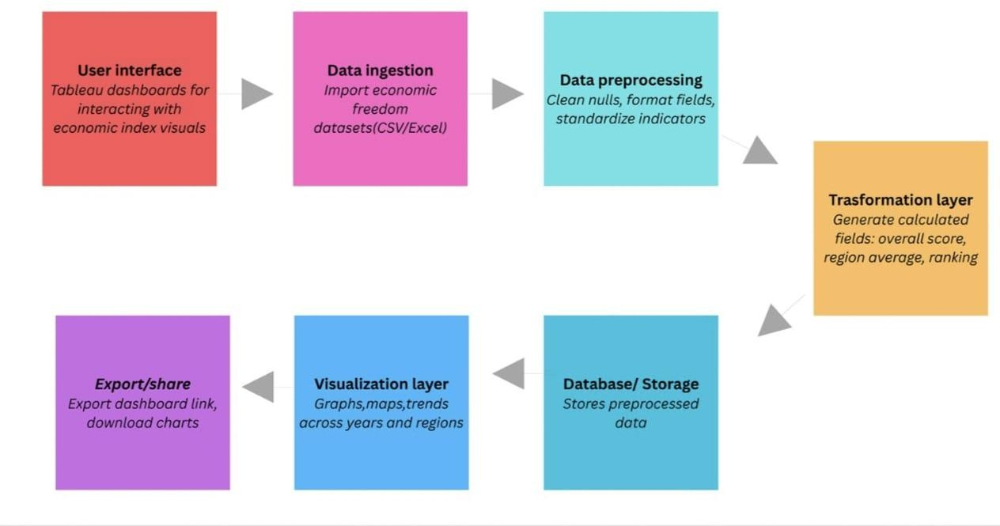 User interface
Tableau dashboards for
interacting with
economic index visuals
Data ingestion
Import economic
freedom
datasets(CSV/Excel)
Data preprocessing
Clean nulls, format fields,
standardize indicators
Trasformation layer
Generate calculated
fields: overall score,
region average, ranking
Database/ Storage
Stores preprocessed
data
Visualization layer
Graphs,maps,trends
across years and regions
Export/share
Export dashboard link,
download charts